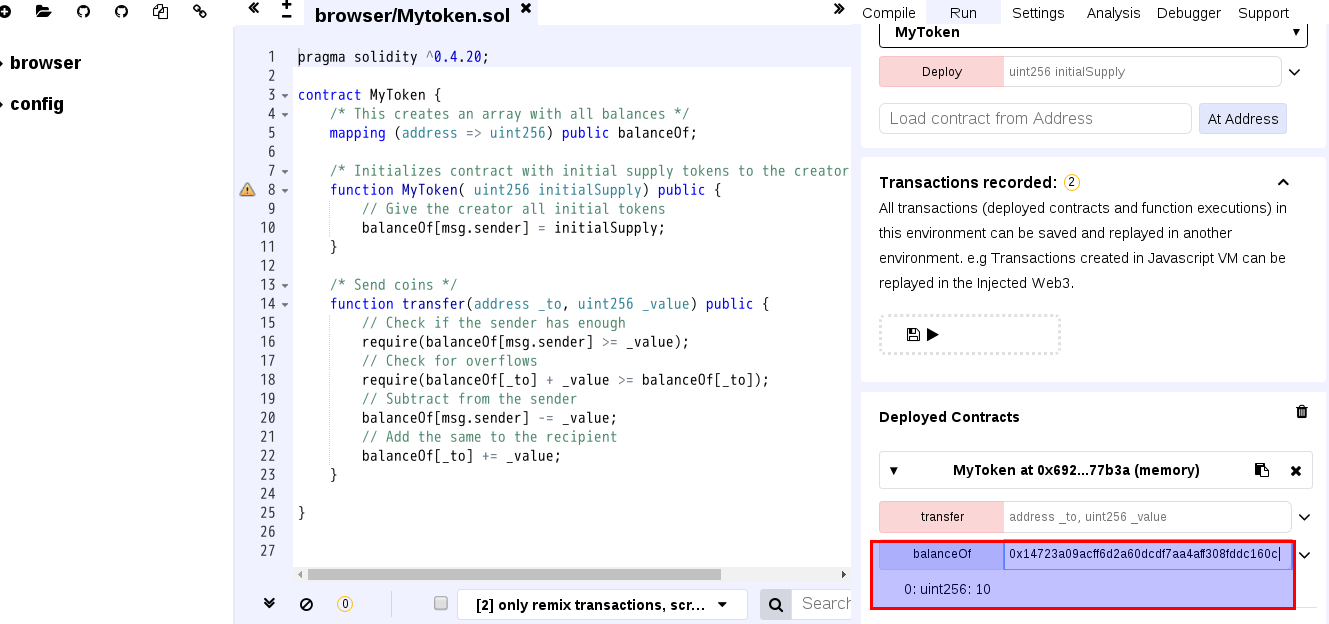 browser/Mytoken.sol
Compile Run Settings Analysis Debugger Support
browser
config
1 pragma solidity ^0.4.20;
2
3 contract MyToken {
4 /* This creates an array with all balances */
5 mapping (address => uint256) public balanceOf;
6
7 /* Initializes contract with initial supply tokens to the creator
8 function MyToken( uint256 initialSupply) public {
9 // Give the creator all initial tokens
10 balanceOf[msg.sender] = initialSupply;
11 }
12
13 /* Send coins */
14 function transfer(address _to, uint256 _value) public {
15 // Check if the sender has enough
16 require(balanceOf[msg.sender] >= _value);
17 // Check for overflows
18 require(balanceOf[_to] + _value >= balanceOf[_to]);
19 // Subtract from the sender
20 balanceOf[msg.sender] -= _value;
21 // Add the same to the recipient
22 balanceOf[_to] += _value;
23 }
24
25 }
26
27
0
[2] only remix transactions, scr...
Search
MyToken
Deploy uint256 initialSupply
Load contract from Address At Address
Transactions recorded: 2
All transactions (deployed contracts and function executions) in
this environment can be saved and replayed in another
environment. e.g Transactions created in Javascript VM can be
replayed in the Injected Web3.
Deployed Contracts
MyToken at 0x692...77b3a (memory)
transfer address _to, uint256 _value
balanceOf 0x14723a09acff6d2a60dcdf7aa4aff308fddc160c
0: uint256: 10